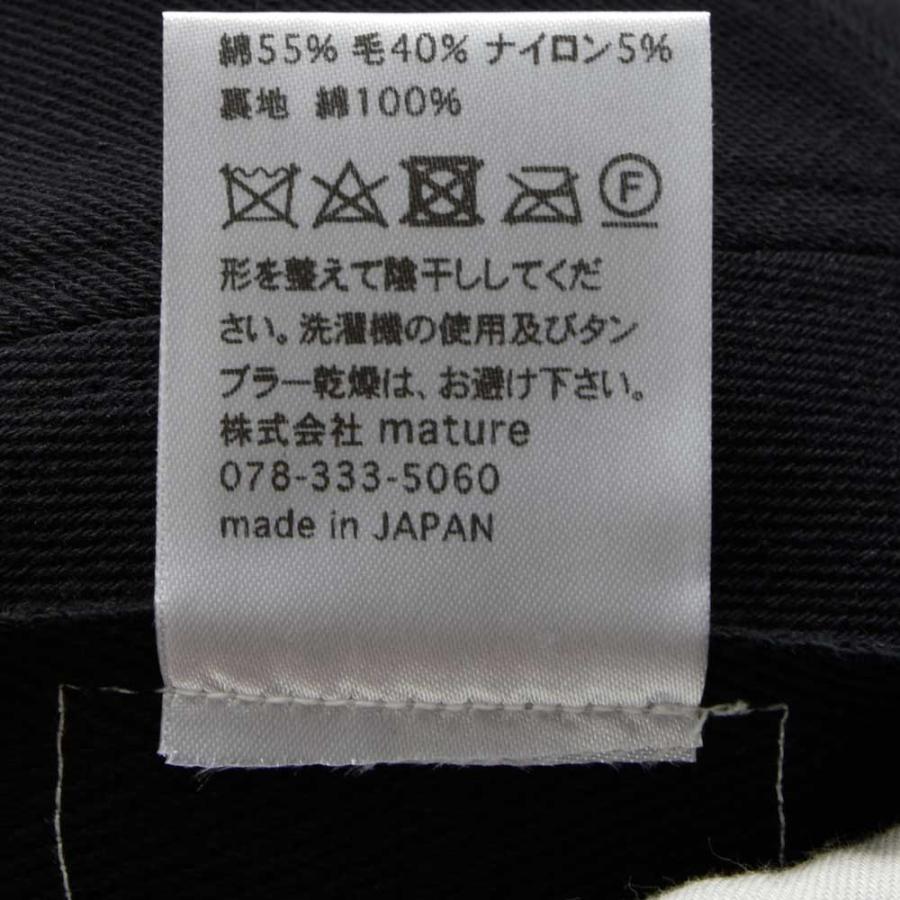 綿55% 毛40% ナイロン5%
裏地 綿100%
F
形を整えて陰干ししてくだ
さい。洗濯機の使用及びタン
ブラー乾燥は、お避け下さい。
株式会社 mature
078-333-5060
made in JAPAN